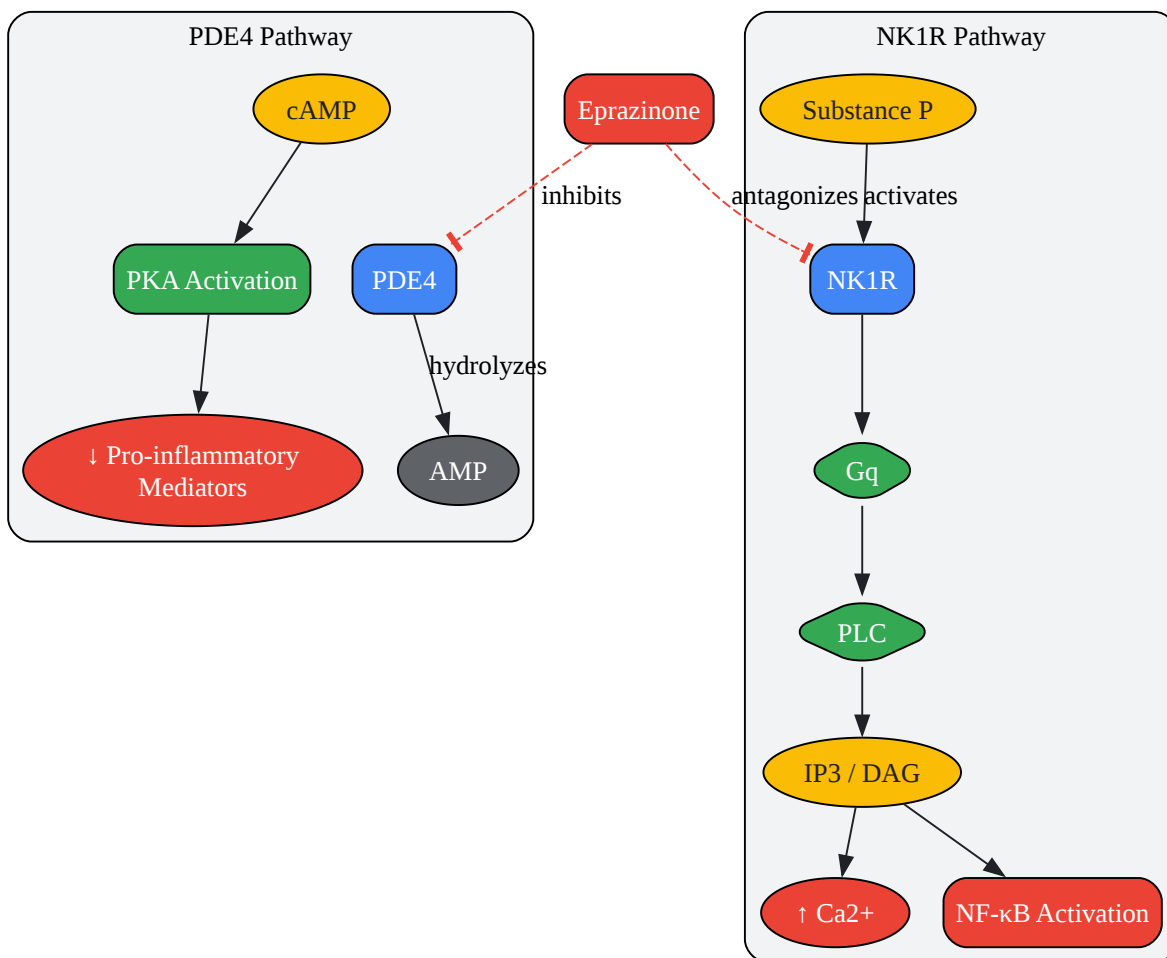 PDE4 Pathway
NK1R Pathway
cAMP
Eprazinone
Substance P
inhibits
antagonizes
activates
PKA Activation
PDE4
NK1R
hydrolyzes
↓ Pro-inflammatory
Mediators
AMP
Gq
PLC
IP3 / DAG
↑ Ca2+
NF-κB Activation